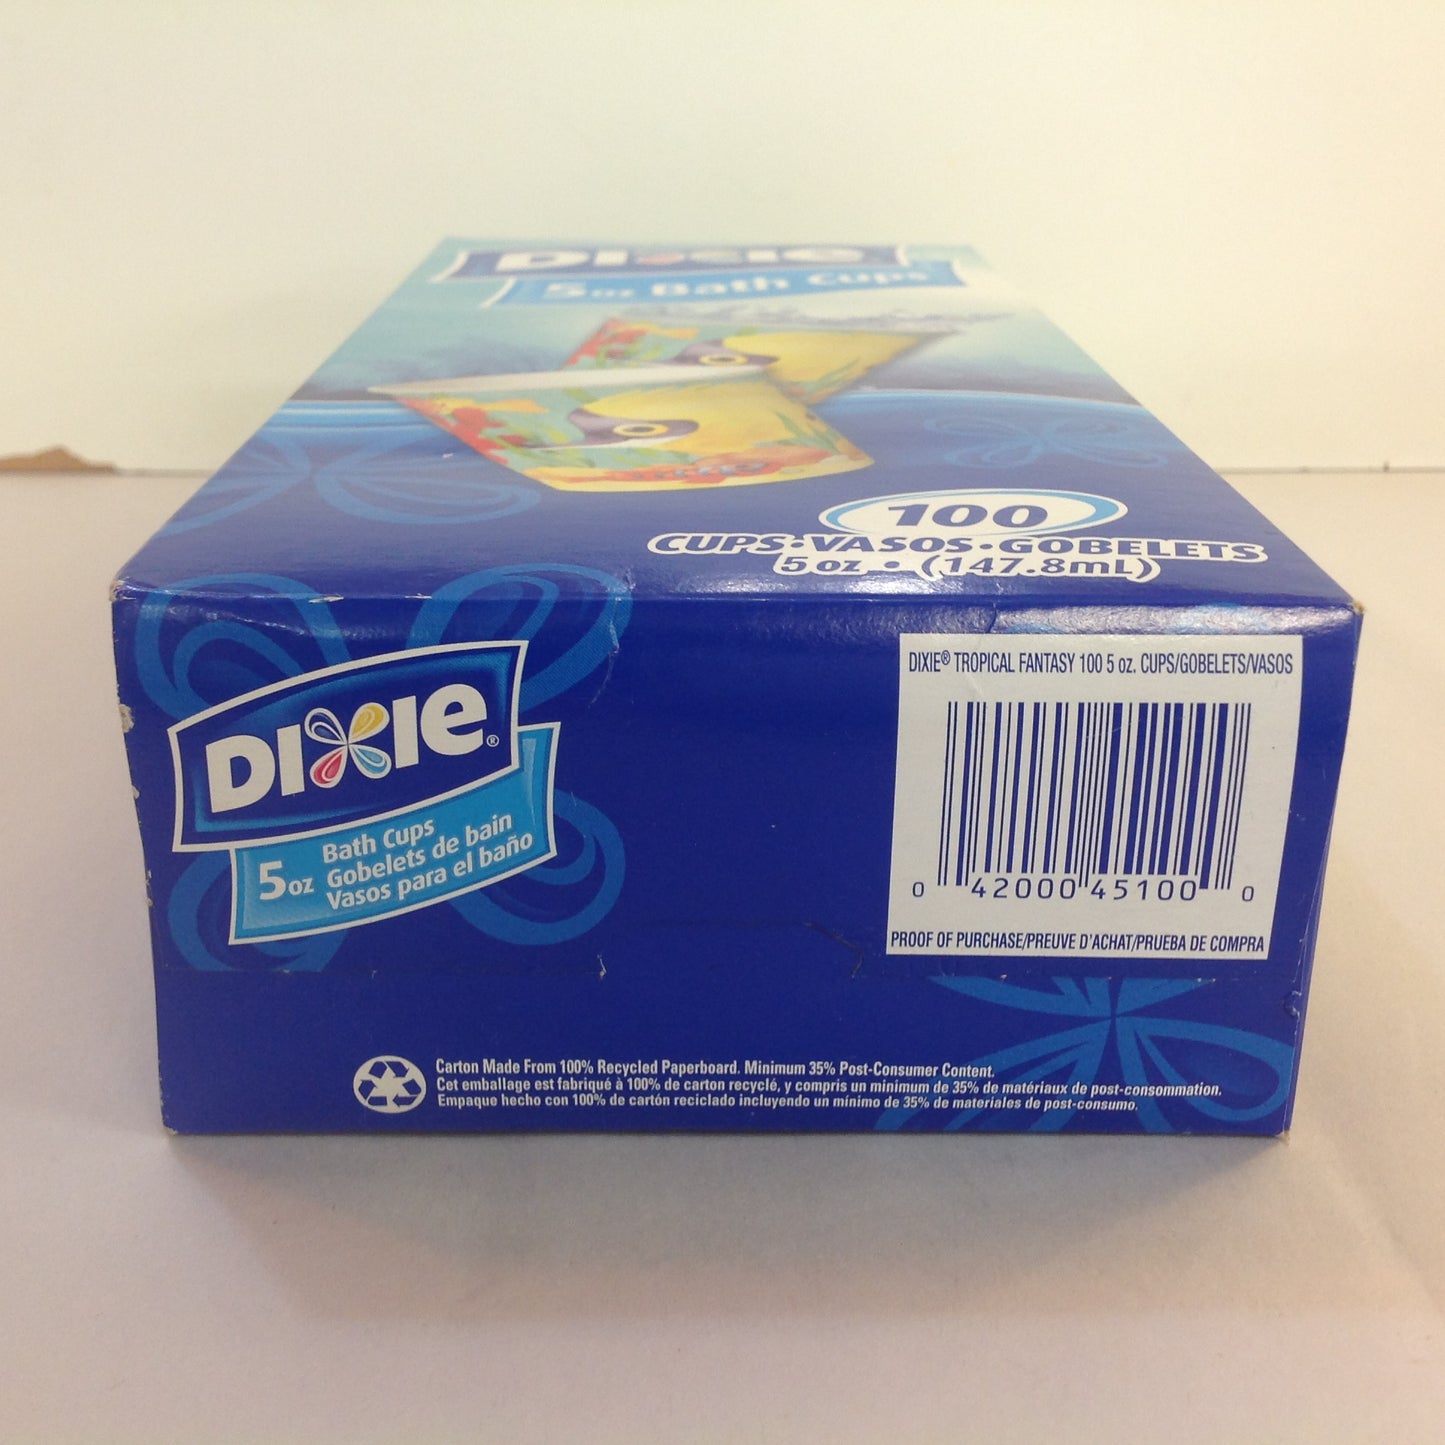 DIXIE
5 oz Bath Cups
100
CUPS•VASOS•GOBELETS
5 oz • (147.8mL)
DIXIE®
5 oz
Bath Cups
Gobelets de bain
Vasos para el baño
DIXIE® TROPICAL FANTASY 100 5 oz. CUPS/GOBELETS/VASOS
0 42000 45100 0
PROOF OF PURCHASE/PREUVE D'ACHAT/PRUEBA DE COMPRA
Carton Made From 100% Recycled Paperboard. Minimum 35% Post-Consumer Content.
Cet emballage est fabriqué à 100% de carton recyclé, y compris un minimum de 35% de matériaux de post-consommation.
Empaque hecho con 100% de cartón reciclado incluyendo un mínimo de 35% de materiales de post-consumo.